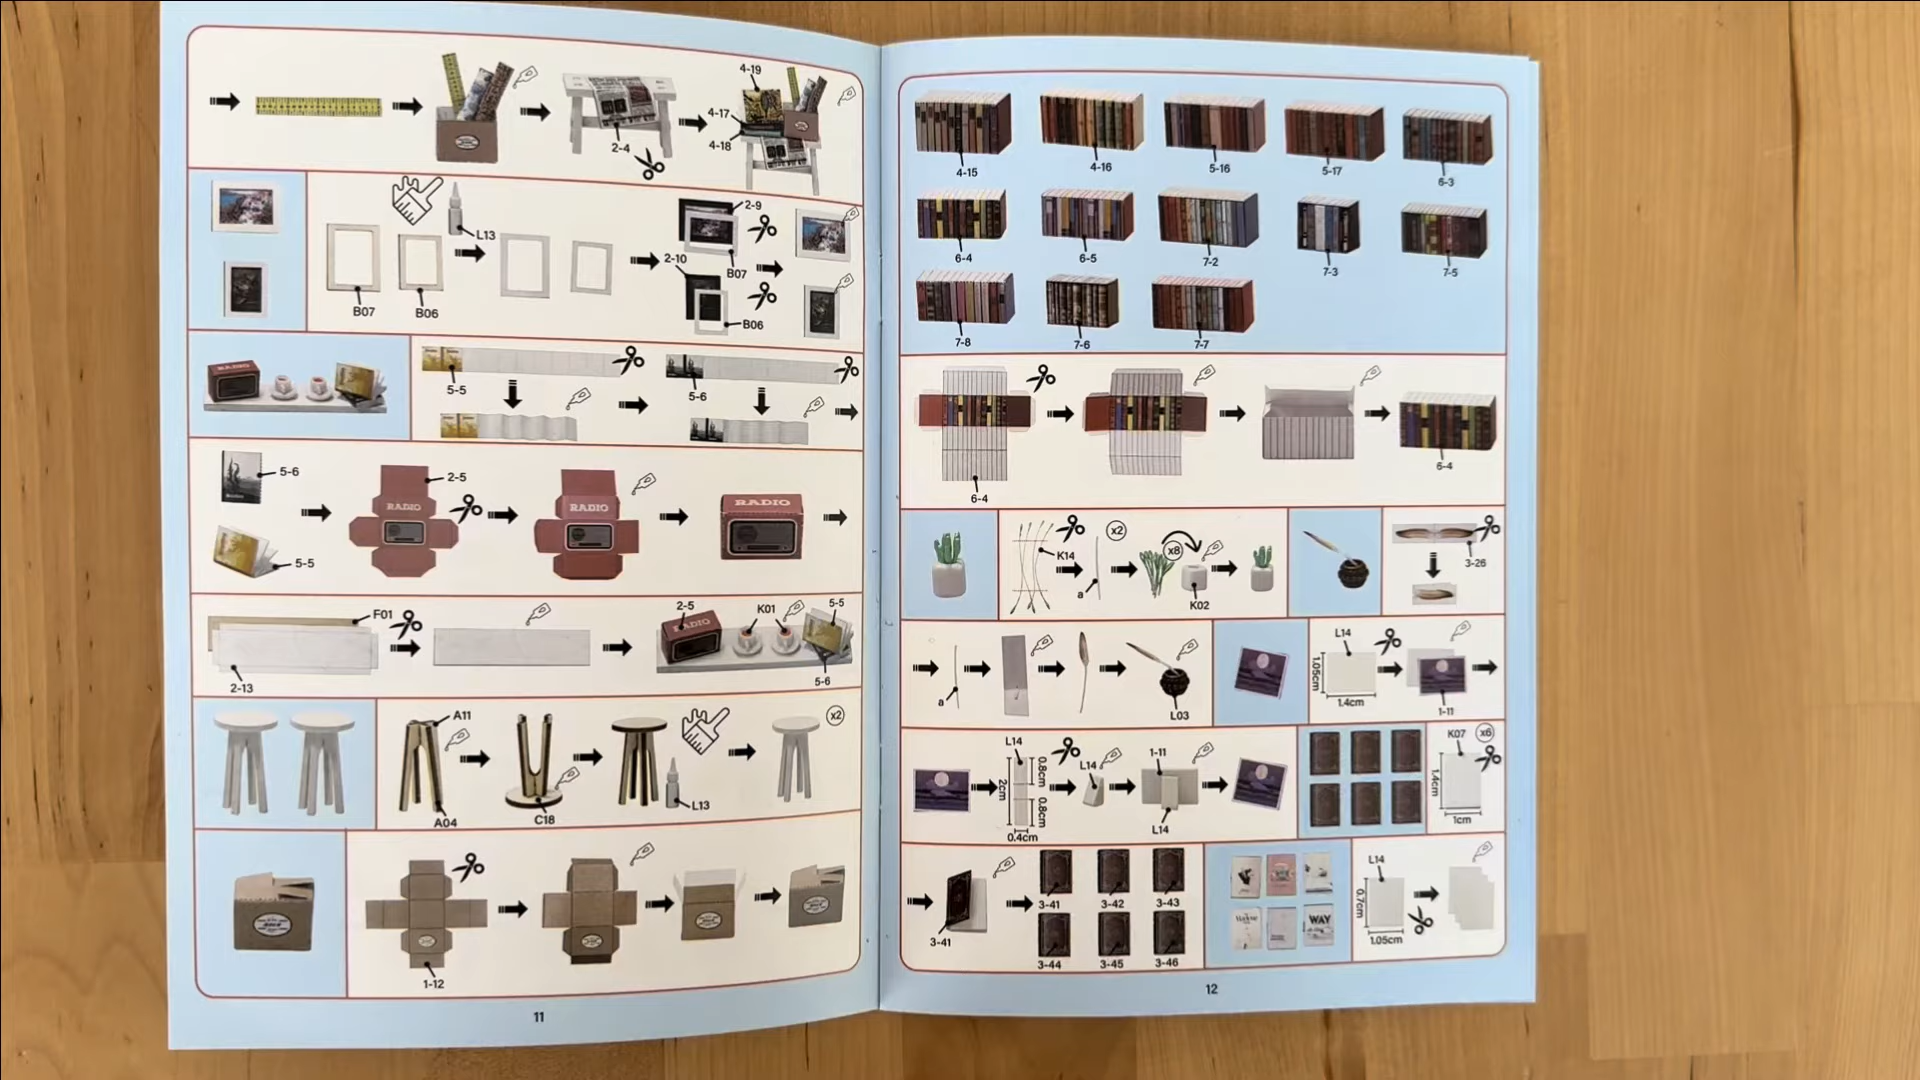 4-19
4-17
4-18
2-4
L13
B07
B06
2-9
B07
2-10
B06
RADIO
5-5
5-6
5-6
5-5
2-5
RADIO
RADIO
RADIO
F01
2-13
2-5
K01
5-5
RADIO
5-6
A11
A04
C18
L13
x2
1-12
11
4-15
4-16
5-16
5-17
6-3
6-4
6-5
7-2
7-3
7-5
7-8
7-6
7-7
6-4
6-4
K14
x2
a
x8
K02
3-26
a
L03
L14
1.05cm
1.4cm
1-11
L14
2cm
0.8cm
0.8cm
0.4cm
L14
1-11
L14
K07
x6
1.4cm
1cm
3-41
3-41
3-42
3-43
3-44
3-45
3-46
WAY
L14
0.7cm
1.05cm
12